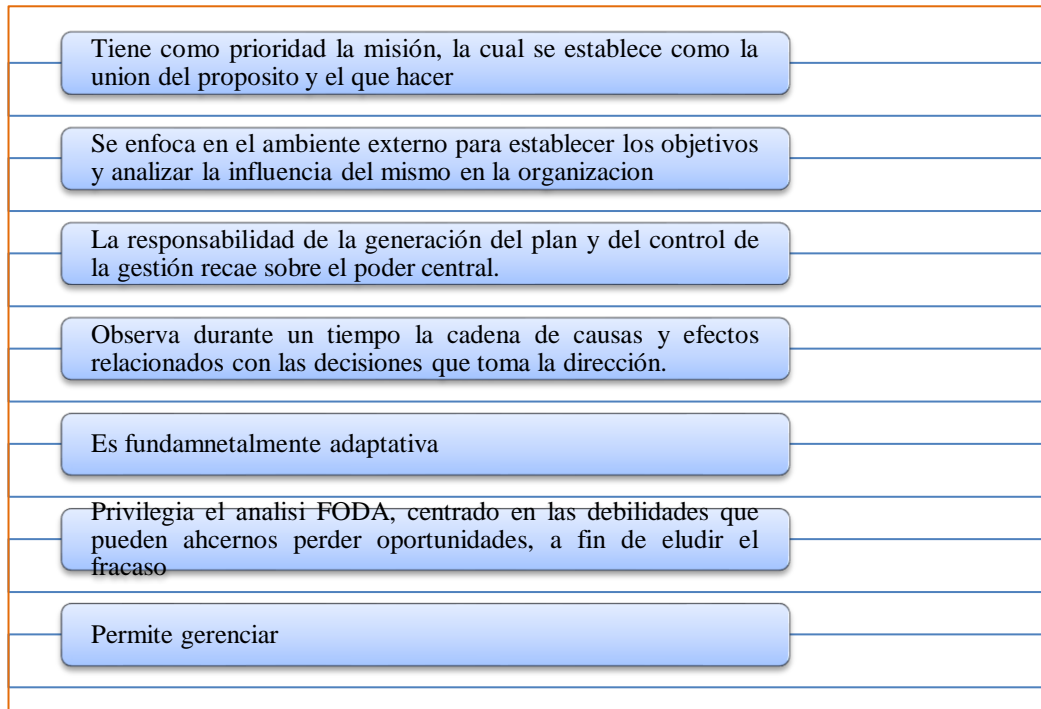 Tiene como prioridad la misión, la cual se establece como la
union del proposito y el que hacer
Se enfoca en el ambiente externo para establecer los objetivos
y analizar la influencia del mismo en la organizacion
La responsabilidad de la generación del plan y del control de
la gestión recae sobre el poder central.
Observa durante un tiempo la cadena de causas y efectos
relacionados con las decisiones que toma la dirección.
Es fundamnetalmente adaptativa
Privilegia el analisi FODA, centrado en las debilidades que
pueden ahcernos perder oportunidades, a fin de eludir el
fracaso
Permite gerenciar